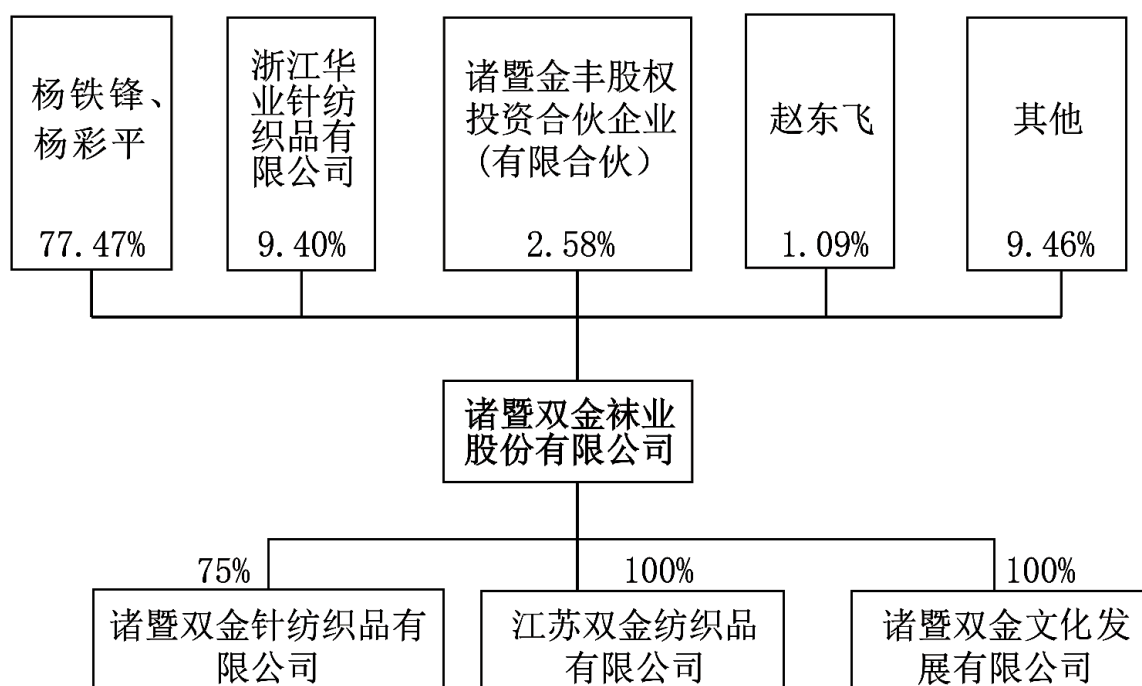 杨铁锋、
杨彩平
77.47%
浙江华
业针纺
织品有
限公司
9.40%
诸暨金丰股权
投资合伙企业
(有限合伙）
2.58%
赵东飞
1.09%
其他
9.46%
诸暨双金袜业
股份有限公司
75%
诸暨双金针纺织品有
限公司
100%
江苏双金纺织品
有限公司
100%
诸暨双金文化发
展有限公司